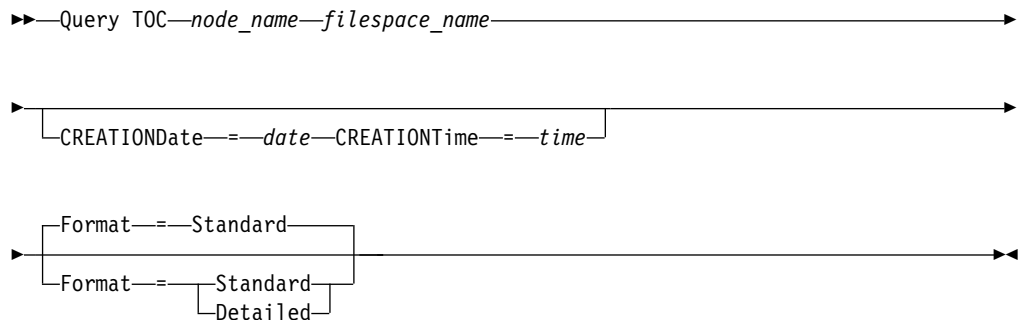 Query TOC node_name filespace_name
CREATIONDate = date CREATIONTime = time
Format = Standard
Format = Standard
Detailed